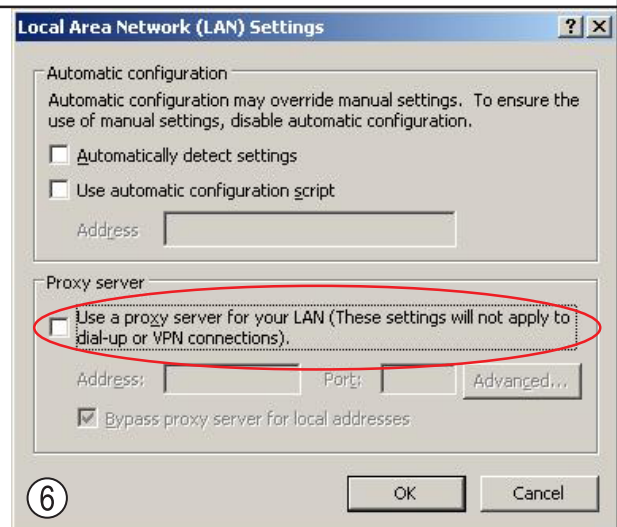 Local Area Network (LAN) Settings
Automatic configuration
Automatic configuration may override manual settings. To ensure the
use of manual settings, disable automatic configuration.
Automatically detect settings
Use automatic configuration script
Address
Proxy server
Use a proxy server for your LAN (These settings will not apply to
dial-up or VPN connections).
Address: Port: Advanced...
Bypass proxy server for local addresses
OK Cancel
⑥